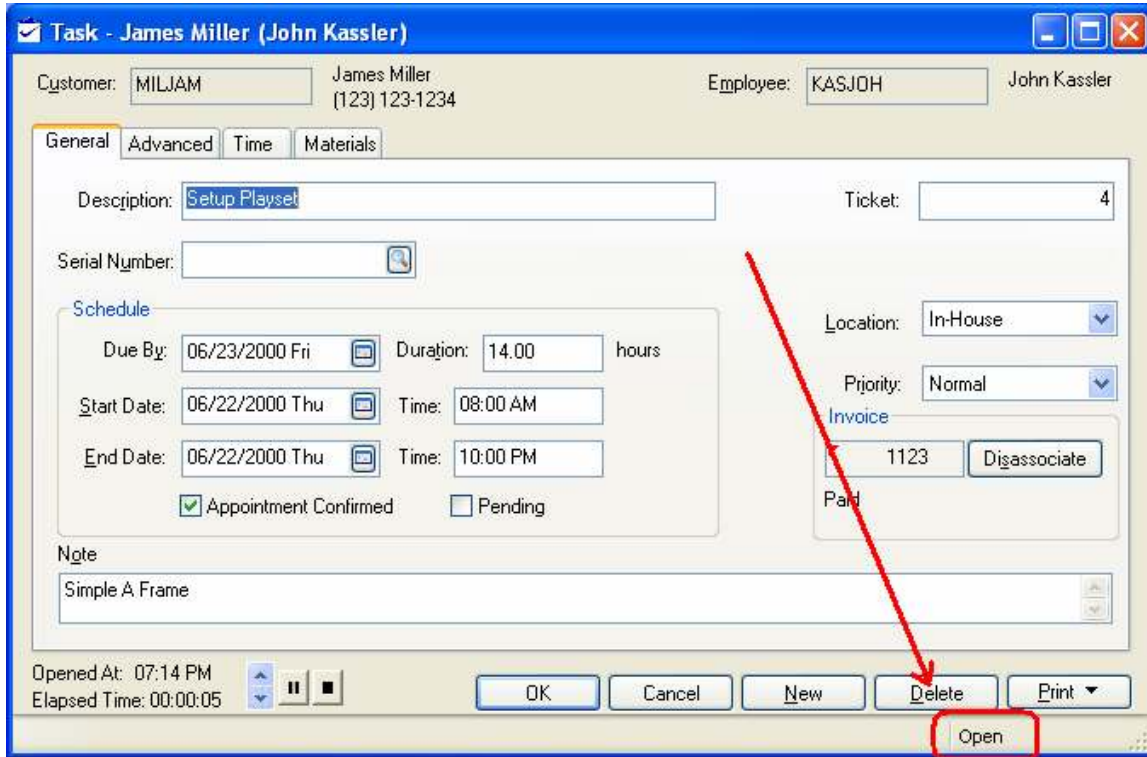 Task - James Miller (John Kassler)
Customer: MILJAM James Miller Employee: KASJOH John Kassler
(123) 123-1234
General Advanced Time Materials
Description: Setup Playset Ticket: 4
Serial Number:
Schedule
Location: In-House
Due By: 06/23/2000 Fri Duration: 14.00 hours
Priority: Normal
Start Date: 06/22/2000 Thu Time: 08:00 AM
Invoice
End Date: 06/22/2000 Thu Time: 10:00 PM
1123 Disassociate
Appointment Confirmed Pending
Paid
Note
Simple A Frame
Opened At: 07:14 PM
Elapsed Time: 00:00:05
OK Cancel New Delete Print
Open